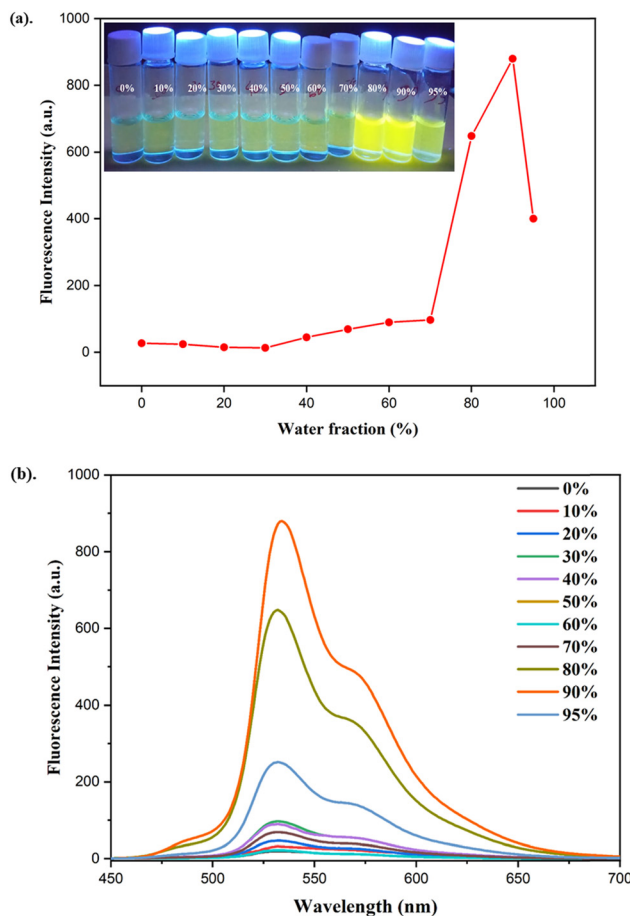 (a).
1000
800
600
400
200
0
Fluorescence Intensity (a.u.)
0% 10% 20% 30% 40% 50% 60% 70% 80% 90% 95%
0 20 40 60 80 100
Water fraction (%)
(b).
1000
800
600
400
200
0
Fluorescence Intensity (a.u.)
0%
10%
20%
30%
40%
50%
60%
70%
80%
90%
95%
450 500 550 600 650 700
Wavelength (nm)